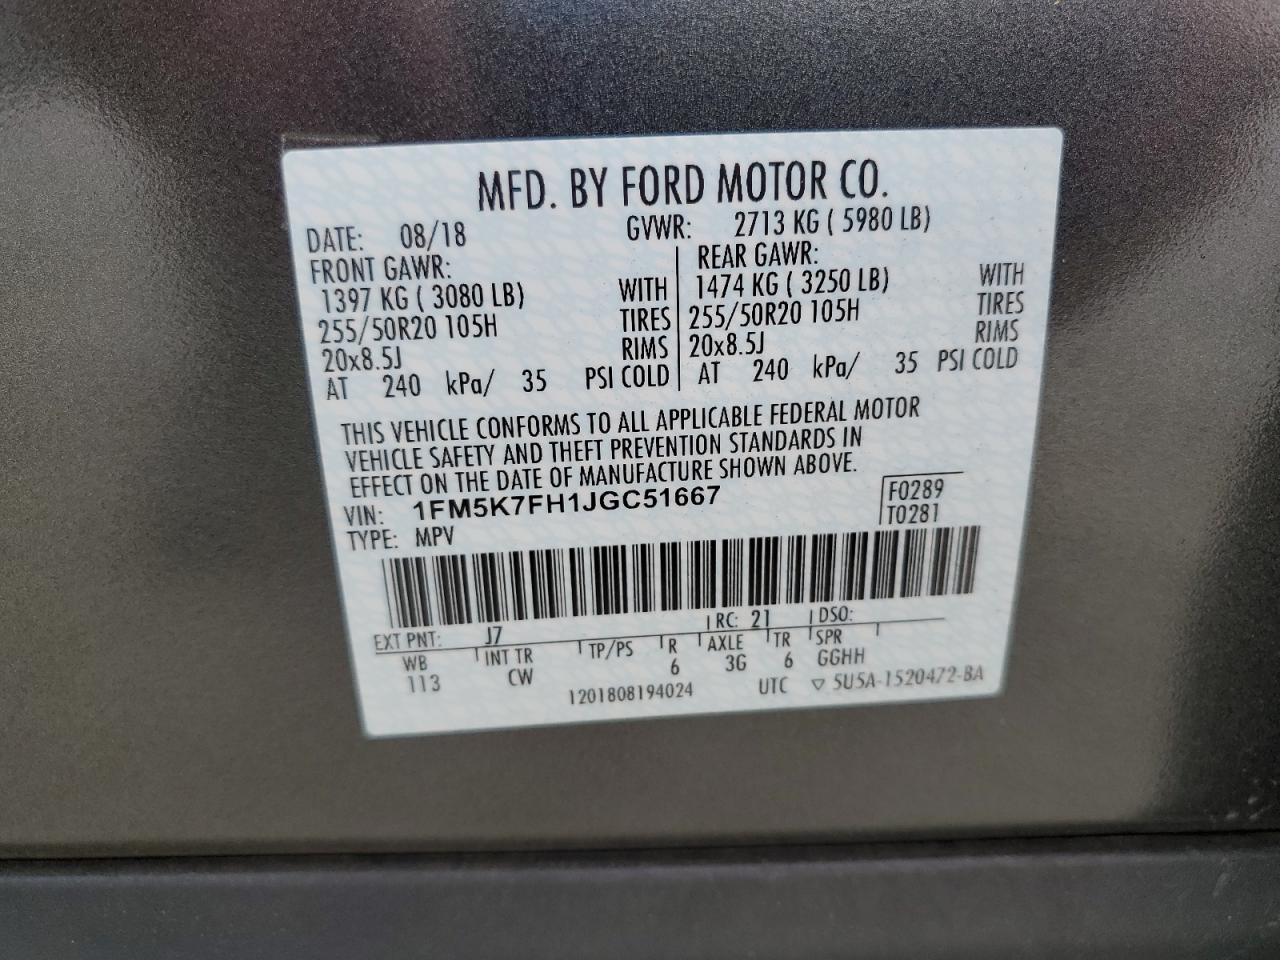 MFD. BY FORD MOTOR CO.
DATE: 08/18 GVWR: 2713 KG ( 5980 LB)
FRONT GAWR: REAR GAWR:
1397 KG ( 3080 LB) WITH 1474 KG ( 3250 LB) WITH
255/50R20 105H TIRES 255/50R20 105H TIRES
20x8.5J RIMS 20x8.5J RIMS
AT 240 kPa/ 35 PSI COLD AT 240 kPa/ 35 PSI COLD
THIS VEHICLE CONFORMS TO ALL APPLICABLE FEDERAL MOTOR
VEHICLE SAFETY AND THEFT PREVENTION STANDARDS IN
EFFECT ON THE DATE OF MANUFACTURE SHOWN ABOVE.
VIN: 1FM5K7FH1JGC51667 F0289
TYPE: MPV T0281
EXT PNT: J7 RC: 21 DSO:
WB INT TR TP/PS R AXLE TR SPR
113 CW 6 3G 6 GGHH
1201808194024 UTC ▽ 5U5A-1520472-BA